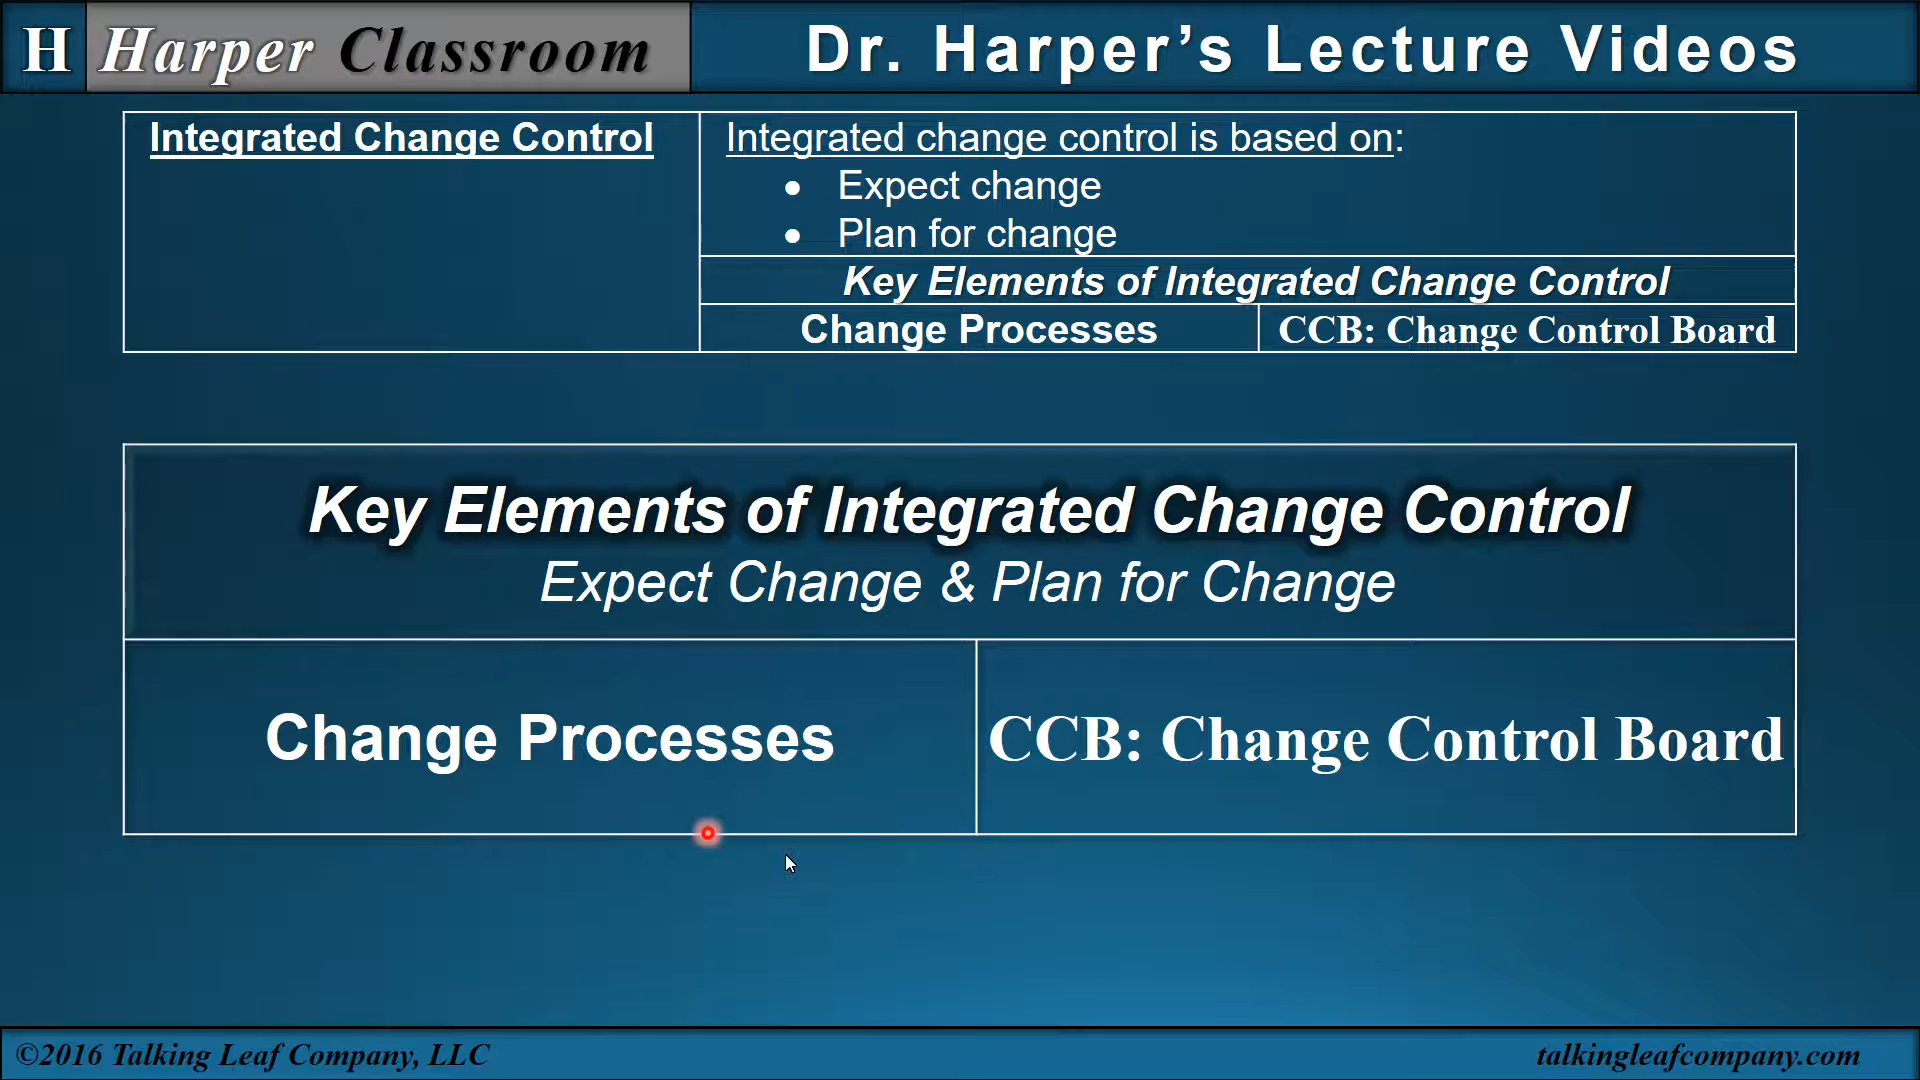 H Harper Classroom
Dr. Harper’s Lecture Videos
Integrated Change Control
Integrated change control is based on:
• Expect change
• Plan for change
Key Elements of Integrated Change Control
Change Processes
CCB: Change Control Board
Key Elements of Integrated Change Control
Expect Change & Plan for Change
Change Processes
CCB: Change Control Board
©2016 Talking Leaf Company, LLC
talkingleafcompany.com